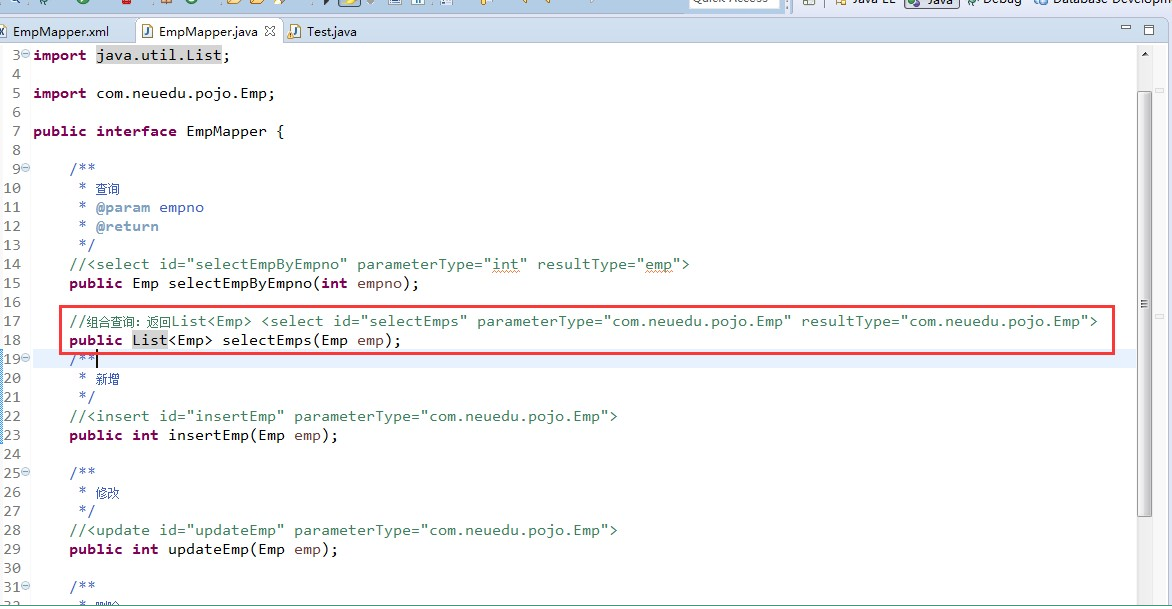 Quick Access
Java EE
Java
Debug
EmpMapper.xml
EmpMapper.java
Test.java
3 import java.util.List;
4
5 import com.neuedu.pojo.Emp;
6
7 public interface EmpMapper {
8
9 /**
10 * 查询
11 * @param empno
12 * @return
13 */
14 //<select id="selectEmpByEmpno" parameterType="int" resultType="emp">
15 public Emp selectEmpByEmpno(int empno);
16
17 //组合查询：返回List<Emp> <select id="selectEmps" parameterType="com.neuedu.pojo.Emp" resultType="com.neuedu.pojo.Emp">
18 public List<Emp> selectEmps(Emp emp);
19 /**
20 * 新增
21 */
22 //<insert id="insertEmp" parameterType="com.neuedu.pojo.Emp">
23 public int insertEmp(Emp emp);
24
25 /**
26 * 修改
27 */
28 //<update id="updateEmp" parameterType="com.neuedu.pojo.Emp">
29 public int updateEmp(Emp emp);
30
31 /**